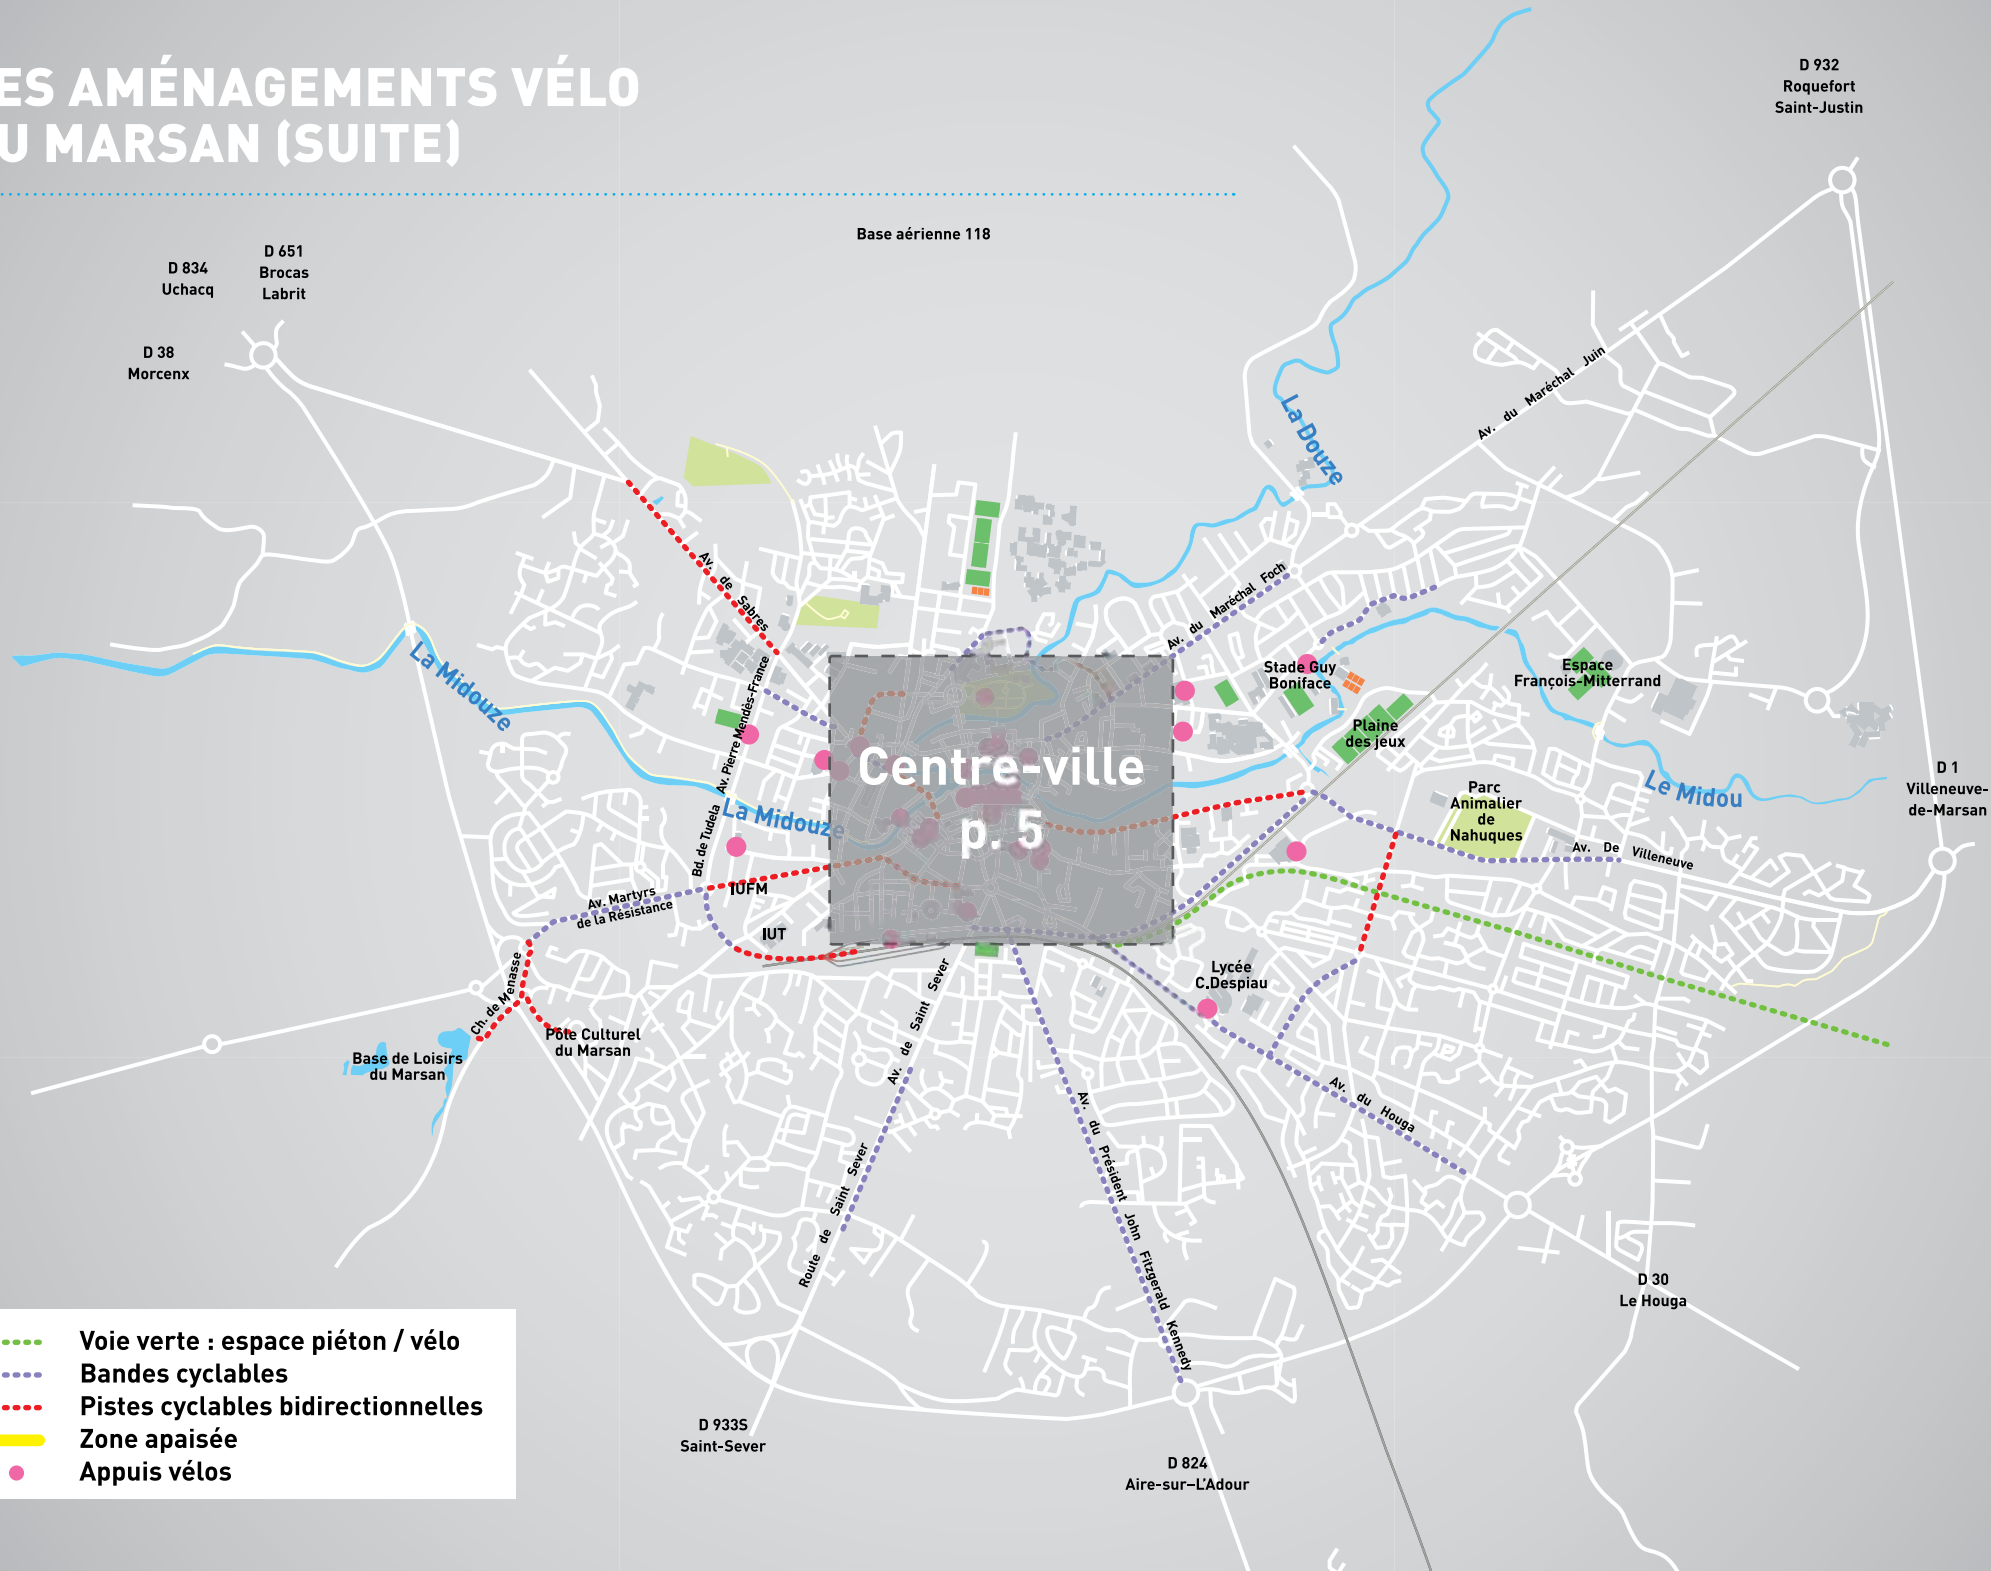 ES AMÉNAGEMENTS VÉLO
U MARSAN (SUITE)
D 932
Roquefort
Saint-Justin
Base aérienne 118
D 651
Brocas
Labrit
D 834
Uchacq
D 38
Morcenx
Av. du Maréchal Juin
La Douze
Av. de Sabres
Av. du Maréchal Foch
La Midouze
Av. Pierre Mendès-France
Stade Guy
Boniface
Espace
François-Mitterrand
Plaine
des jeux
Centre-ville
p. 5
Le Midou
D 1
Villeneuve-
de-Marsan
Parc
Animalier
de
Nahuques
La Midouze
Bd. de Tudela
Av. De Villeneuve
IUFM
Av. Martyrs
de la Résistance
IUT
Ch. de Menasse
Lycée
C.Despiau
Av. de Saint Sever
Pôle Culturel
du Marsan
Base de Loisirs
du Marsan
Av. du Houga
Av. du Président John Fitzgerald Kennedy
Route de Saint Sever
D 30
Le Houga
Voie verte : espace piéton / vélo
Bandes cyclables
Pistes cyclables bidirectionnelles
Zone apaisée
Appuis vélos
D 933S
Saint-Sever
D 824
Aire-sur–L'Adour